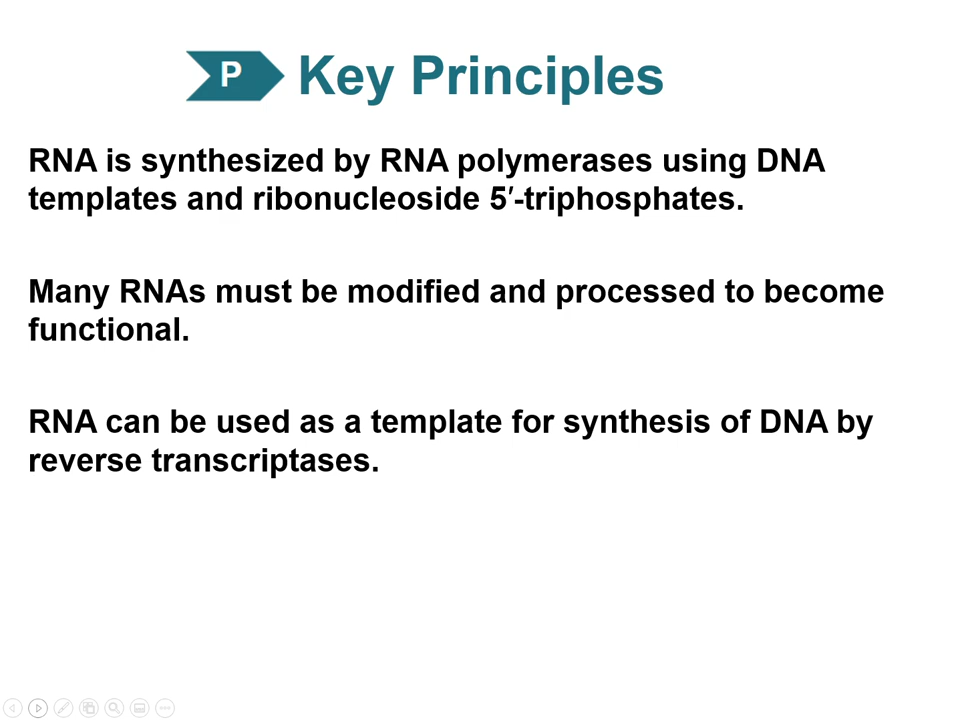 P Key Principles
RNA is synthesized by RNA polymerases using DNA
templates and ribonucleoside 5′-triphosphates.
Many RNAs must be modified and processed to become
functional.
RNA can be used as a template for synthesis of DNA by
reverse transcriptases.